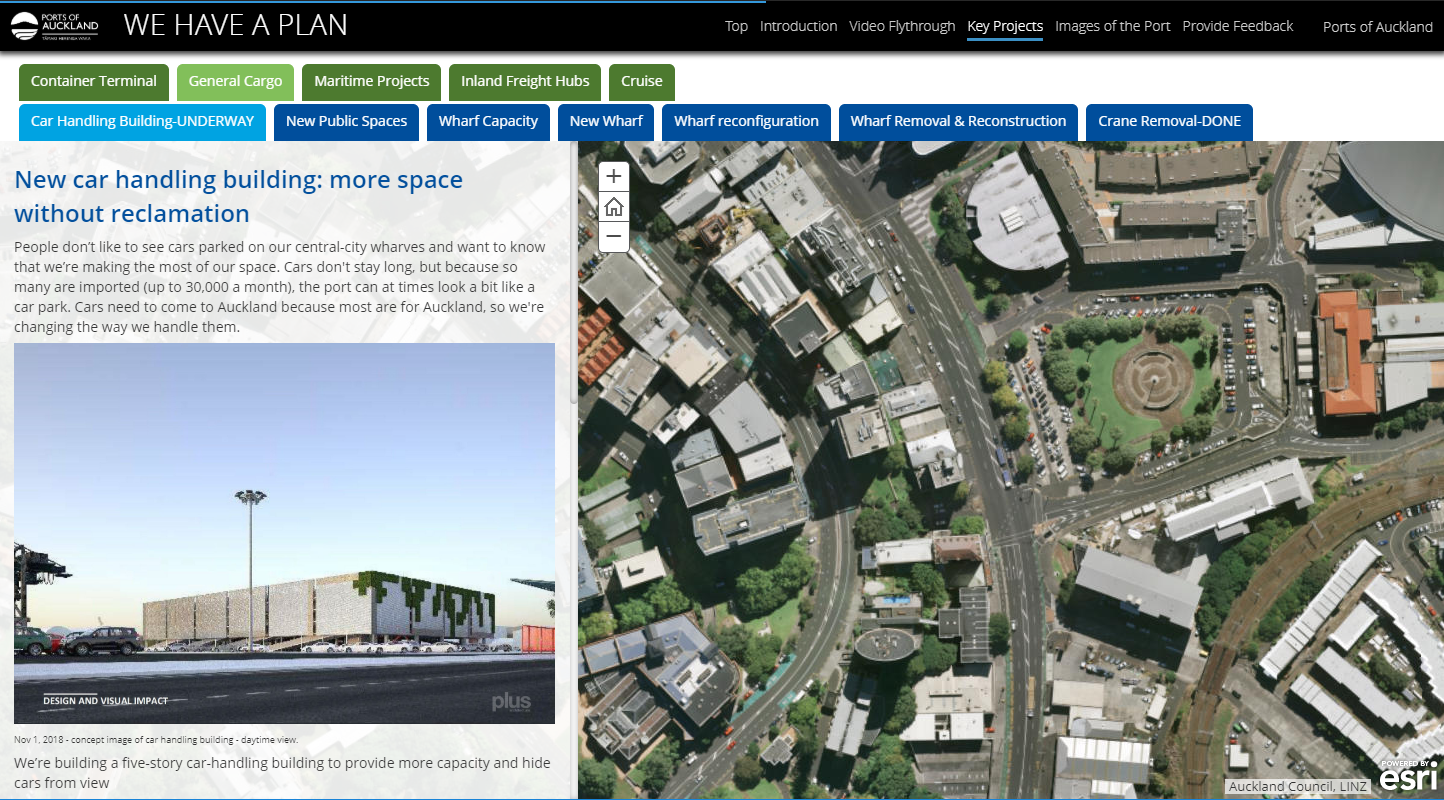 PORTS OF
AUCKLAND
WE HAVE A PLAN
Top Introduction Video Flythrough Key Projects Images of the Port Provide Feedback Ports of Auckland
Container Terminal General Cargo Maritime Projects Inland Freight Hubs Cruise
Car Handling Building-UNDERWAY New Public Spaces Wharf Capacity New Wharf Wharf reconfiguration Wharf Removal & Reconstruction Crane Removal-DONE
New car handling building: more space
without reclamation
People don’t like to see cars parked on our central-city wharves and want to know
that we’re making the most of our space. Cars don't stay long, but because so
many are imported (up to 30,000 a month), the port can at times look a bit like a
car park. Cars need to come to Auckland because most are for Auckland, so we're
changing the way we handle them.
DESIGN AND VISUAL IMPACT
plus
Nov 1, 2018 - concept image of car handling building - daytime view.
We’re building a five-story car-handling building to provide more capacity and hide
cars from view
POWERED BY
esri
Auckland Council, LINZ